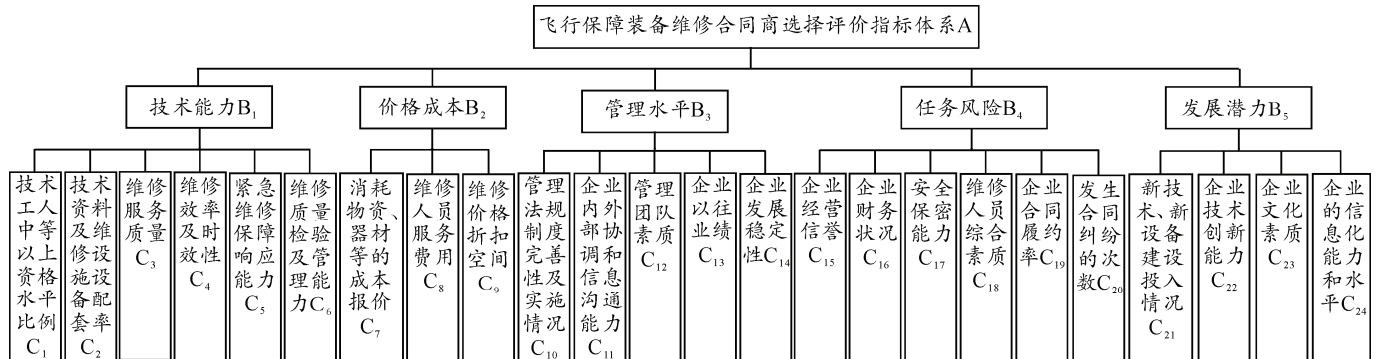 飞行保障装备维修合同商选择评价指标体系A
技术能力B₁
价格成本B₂
管理水平B₃
任务风险B₄
发展潜力B₅
技术工人中等以上资格水平比例C₁
技术资料及维修设施设备配套率C₂
维修服务质量C₃
维修效率及时效性C₄
紧急维修保障响应能力C₅
维修质量检验及管理能力C₆
消耗物资、器材等的成本报价C₇
维修人员服务费用C₈
维修价格折扣空间C₉
管理法规制度完善性及实施情况C₁₀
企业内外部协调和信息沟通能力C₁₁
管理团队素质C₁₂
企业以往业绩C₁₃
企业发展稳定性C₁₄
企业经营信誉C₁₅
企业财务状况C₁₆
安全保密能力C₁₇
维修人员综合素质C₁₈
企业合同履约率C₁₉
发生合同纠纷的次数C₂₀
新技术、新设备建设投入情况C₂₁
企业技术创新能力C₂₂
企业文化素质C₂₃
企业的信息化能力和水平C₂₄